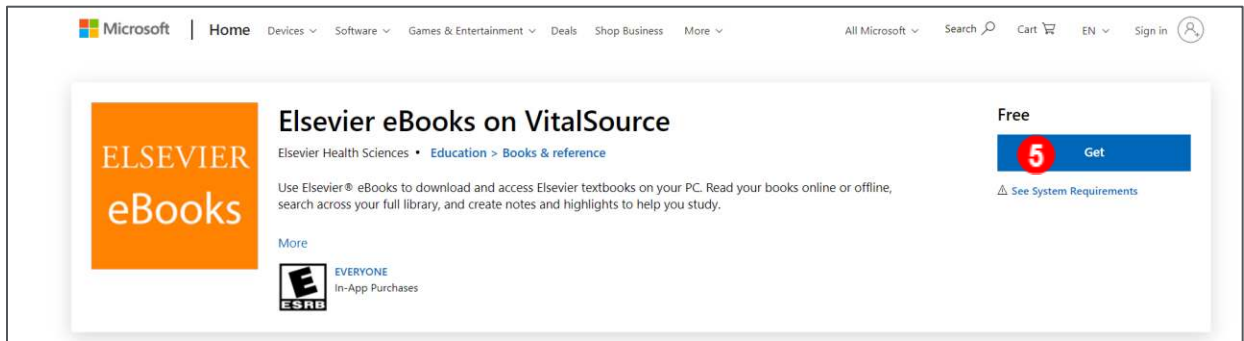 Microsoft Home Devices Software Games & Entertainment Deals Shop Business More All Microsoft Search Cart EN Sign in
ELSEVIER
eBooks
Elsevier eBooks on VitalSource
Elsevier Health Sciences • Education > Books & reference
Use Elsevier® eBooks to download and access Elsevier textbooks on your PC. Read your books online or offline,
search across your full library, and create notes and highlights to help you study.
More
E
ESRB
EVERYONE
In-App Purchases
Free
5 Get
See System Requirements